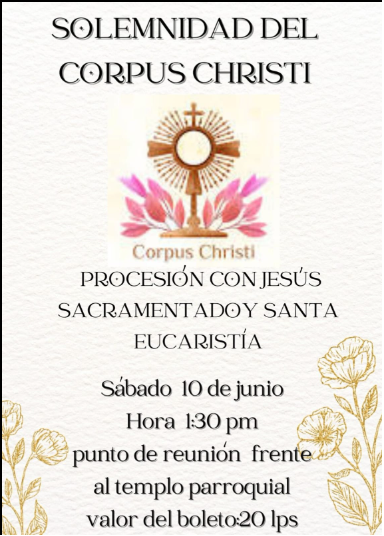 SOLEMNIDAD DEL
CORPUS CHRISTI
Corpus Christi
PROCESIÓN CON JESÚS
SACRAMENTADOY SANTA
EUCARISTÍA
Sábado 10 de junio
Hora 1:30 pm
punto de reunión frente
al templo parroquial
valor del boleto:20 lps